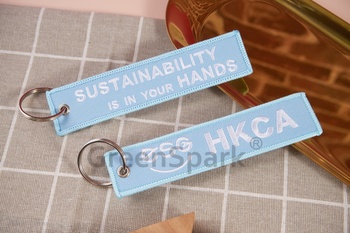 SUSTAINABILITY
IS IN YOUR HANDS
HKCA
GreenSpark®